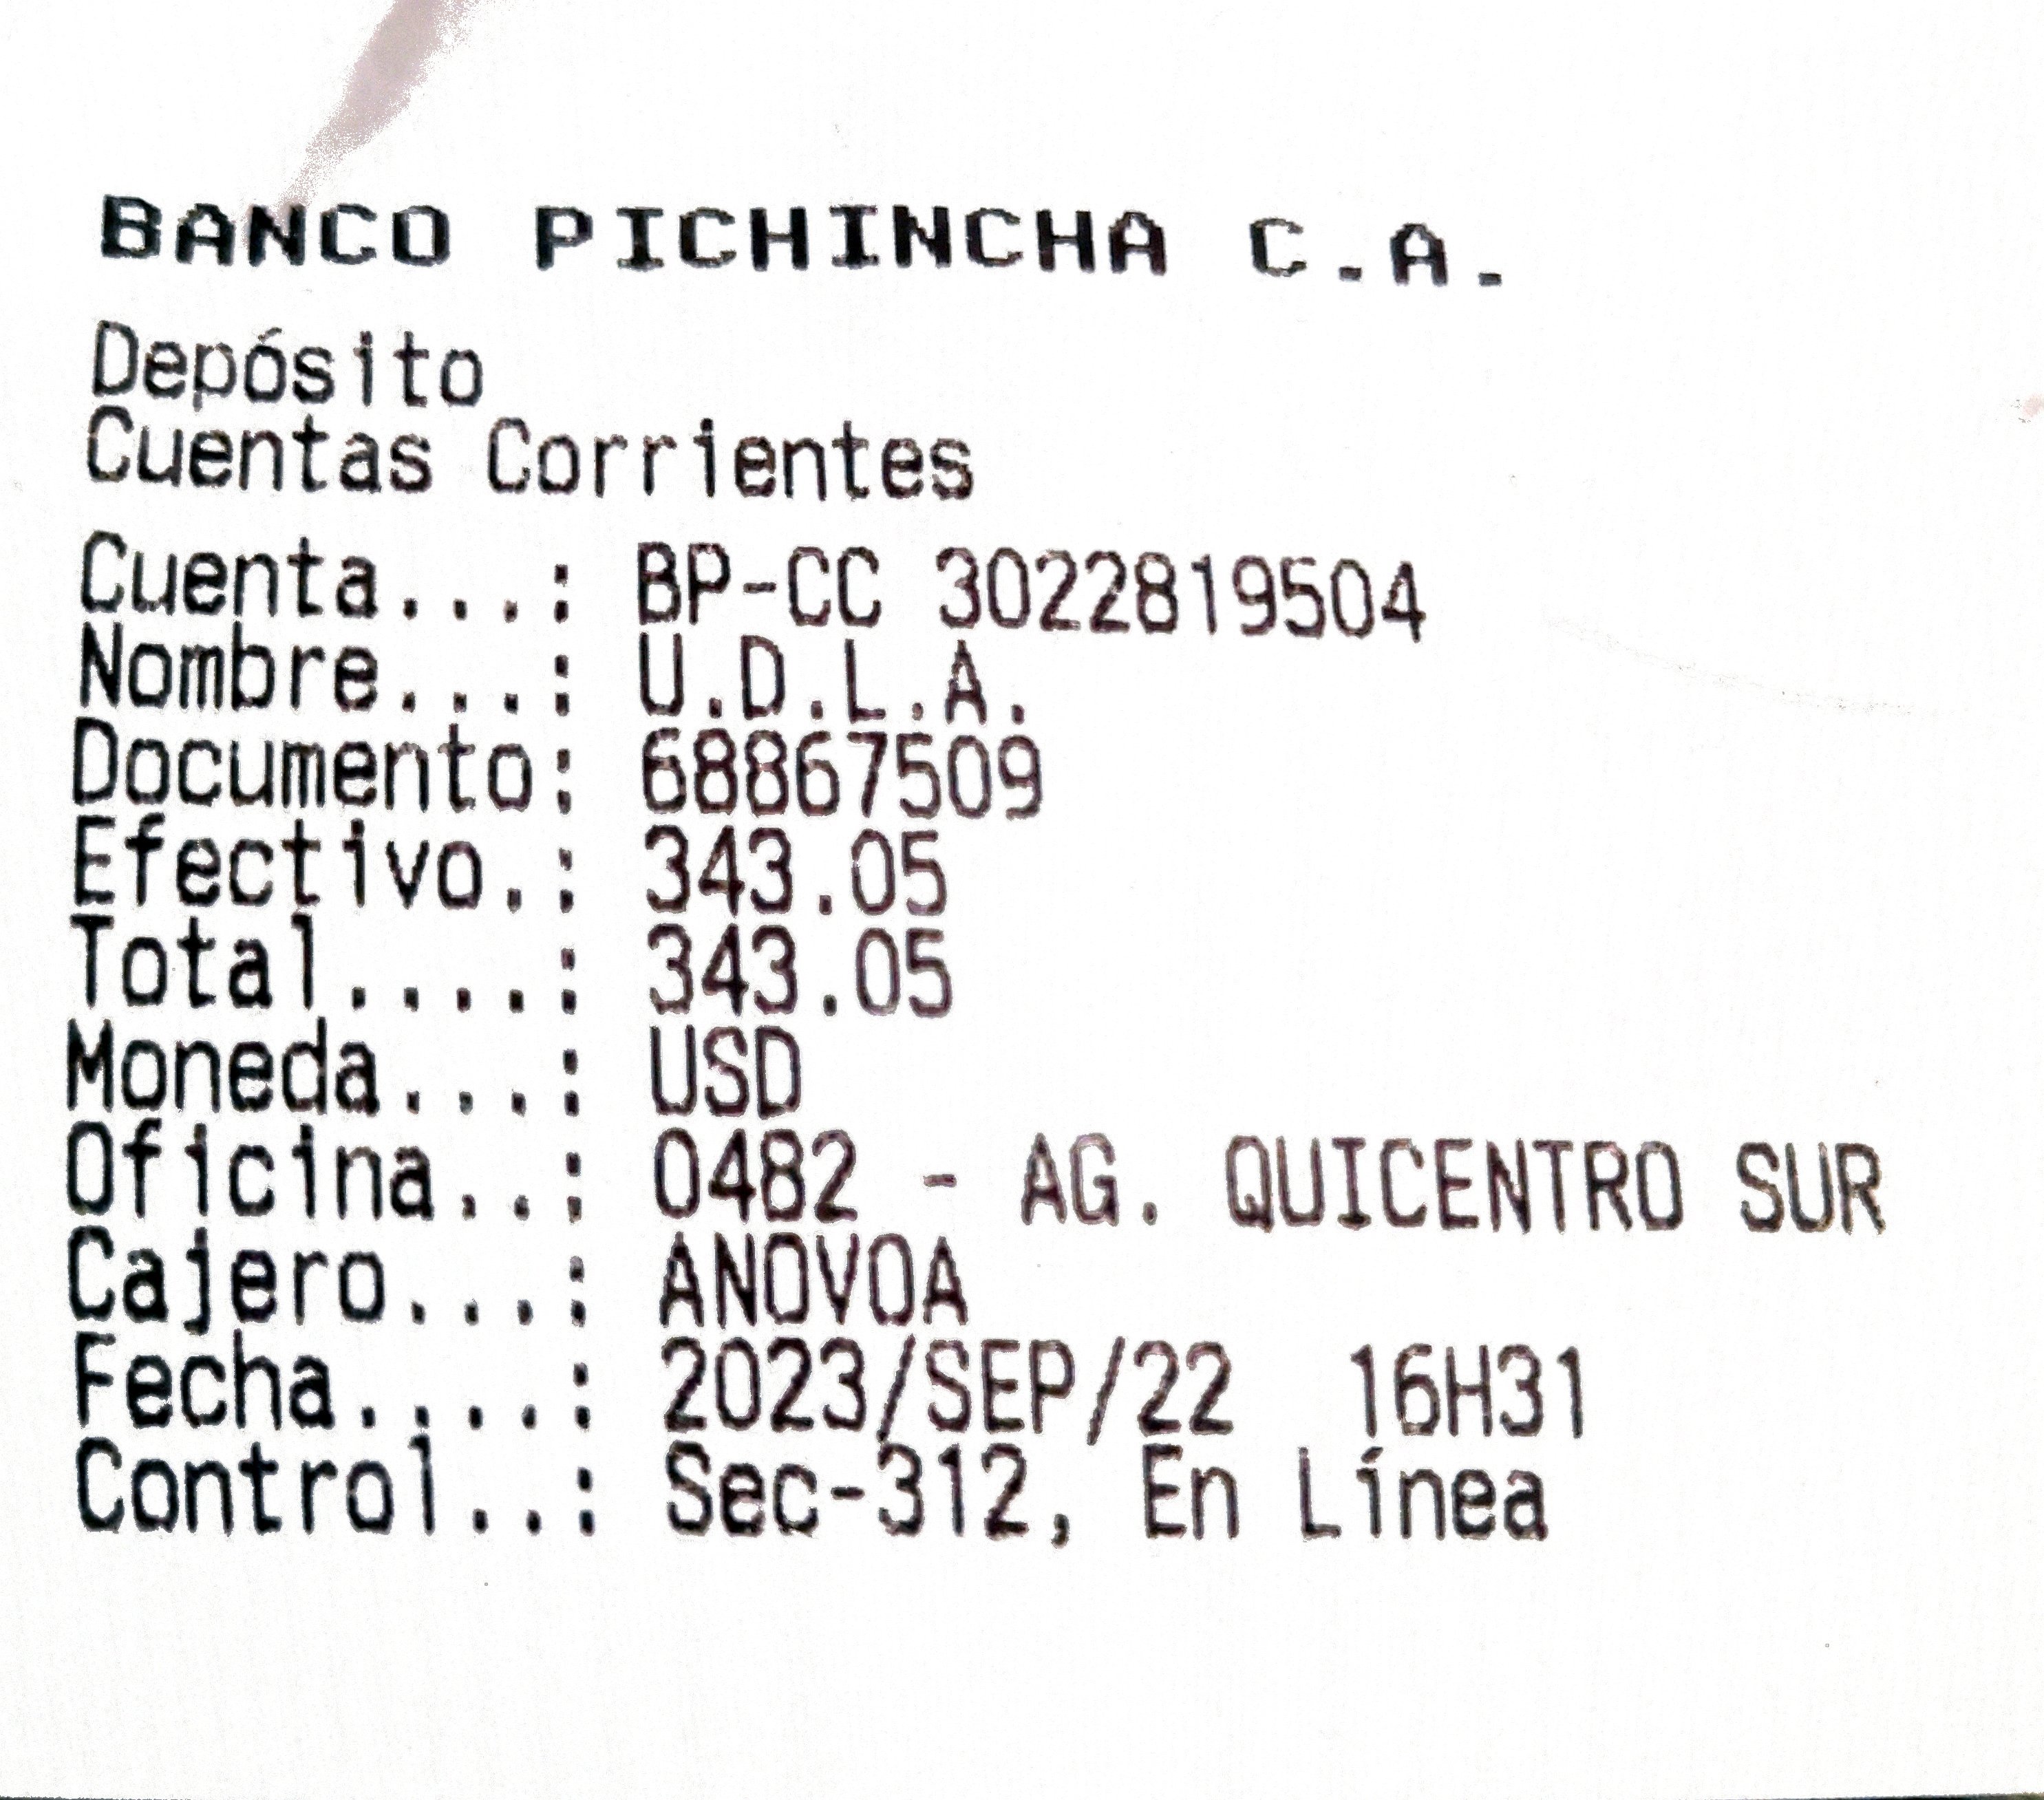 BANCO PICHINCHA C.A.
Depósito
Cuentas Corrientes
Cuenta...: BP-CC 3022819504
Nombre...: U.D.L.A.
Documento: 68867509
Efectivo.: 343.05
Total....: 343.05
Moneda...: USD
Oficina..: 0482 - AG. QUICENTRO SUR
Cajero...: ANOVOA
Fecha....: 2023/SEP/22  16H31
Control..: Sec-312, En Línea